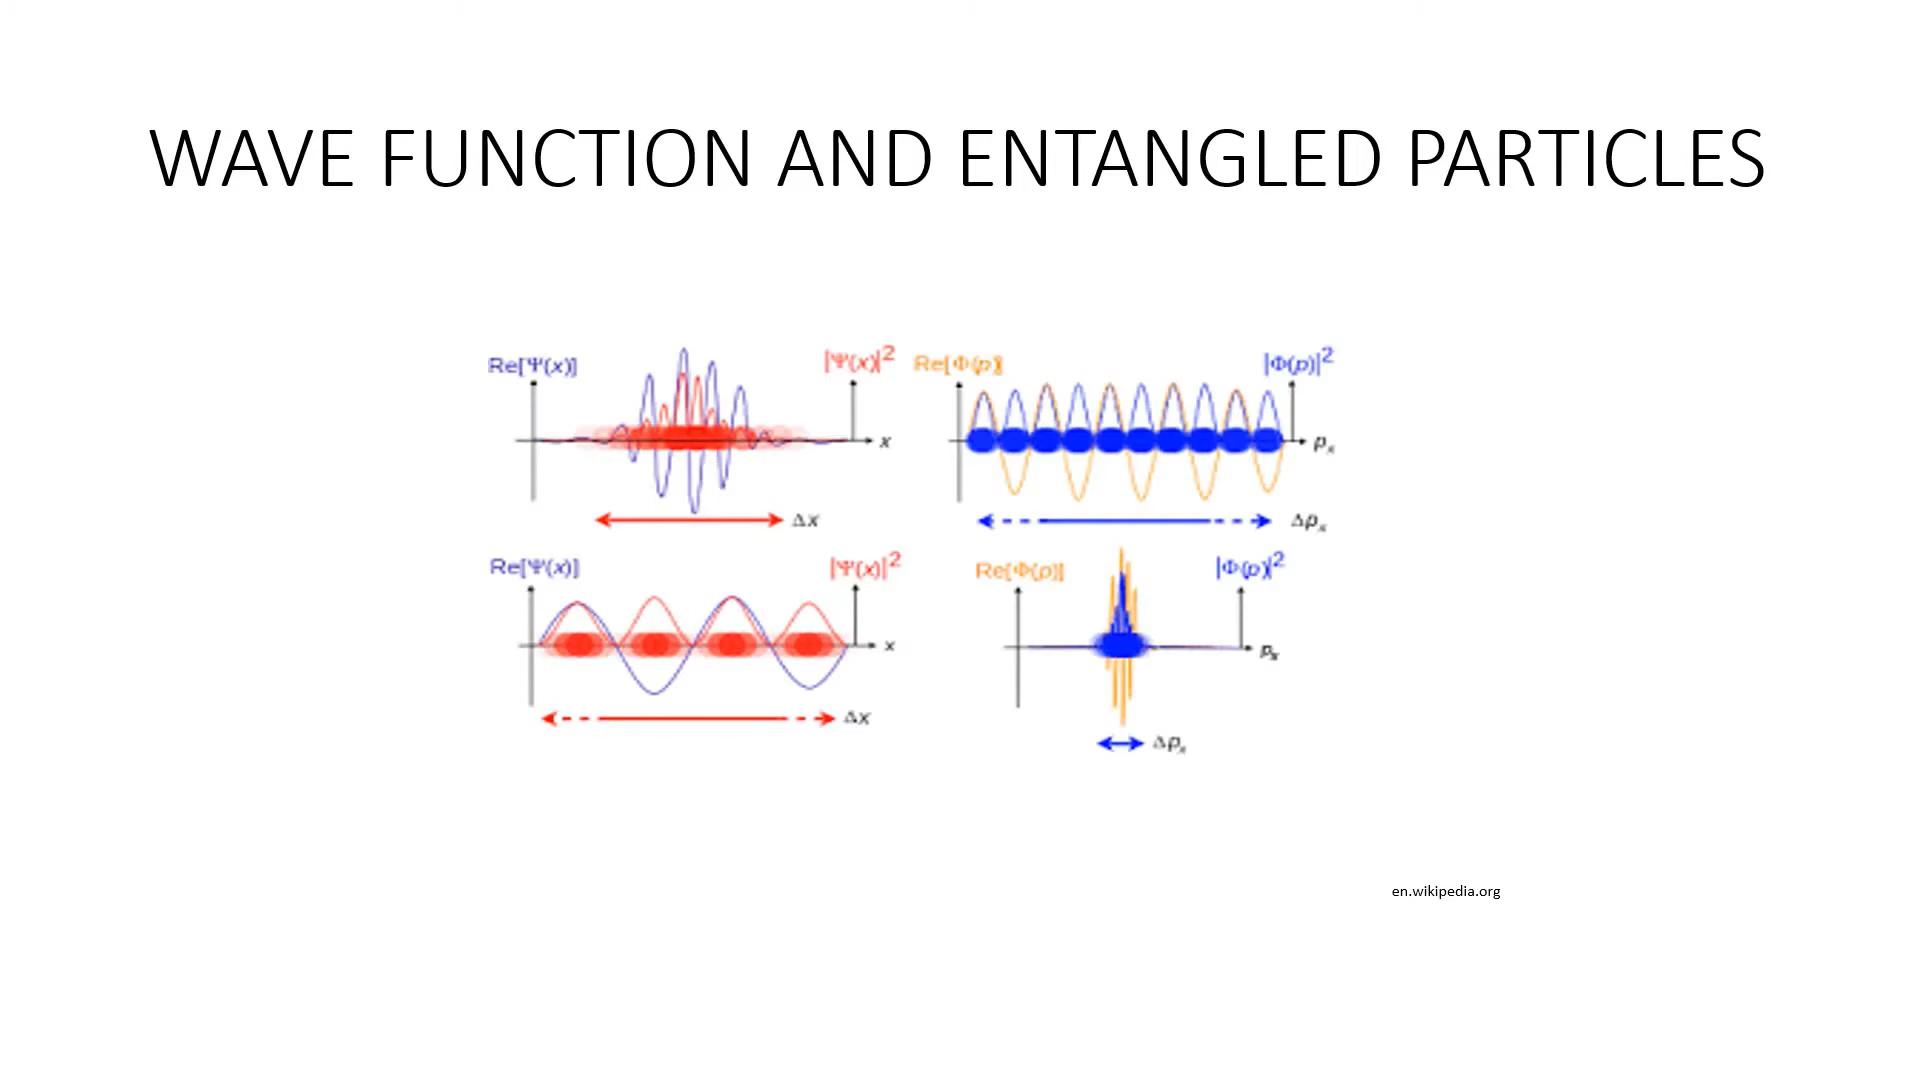 WAVE FUNCTION AND ENTANGLED PARTICLES
Re[Ψ(x)] |Ψ(x)|² Re[Φ(p)] |Φ(p)|²
x pₓ
Δx Δpₓ
Re[Ψ(x)] |Ψ(x)|² Re[Φ(p)] |Φ(p)|²
x pₓ
Δx Δpₓ
en.wikipedia.org